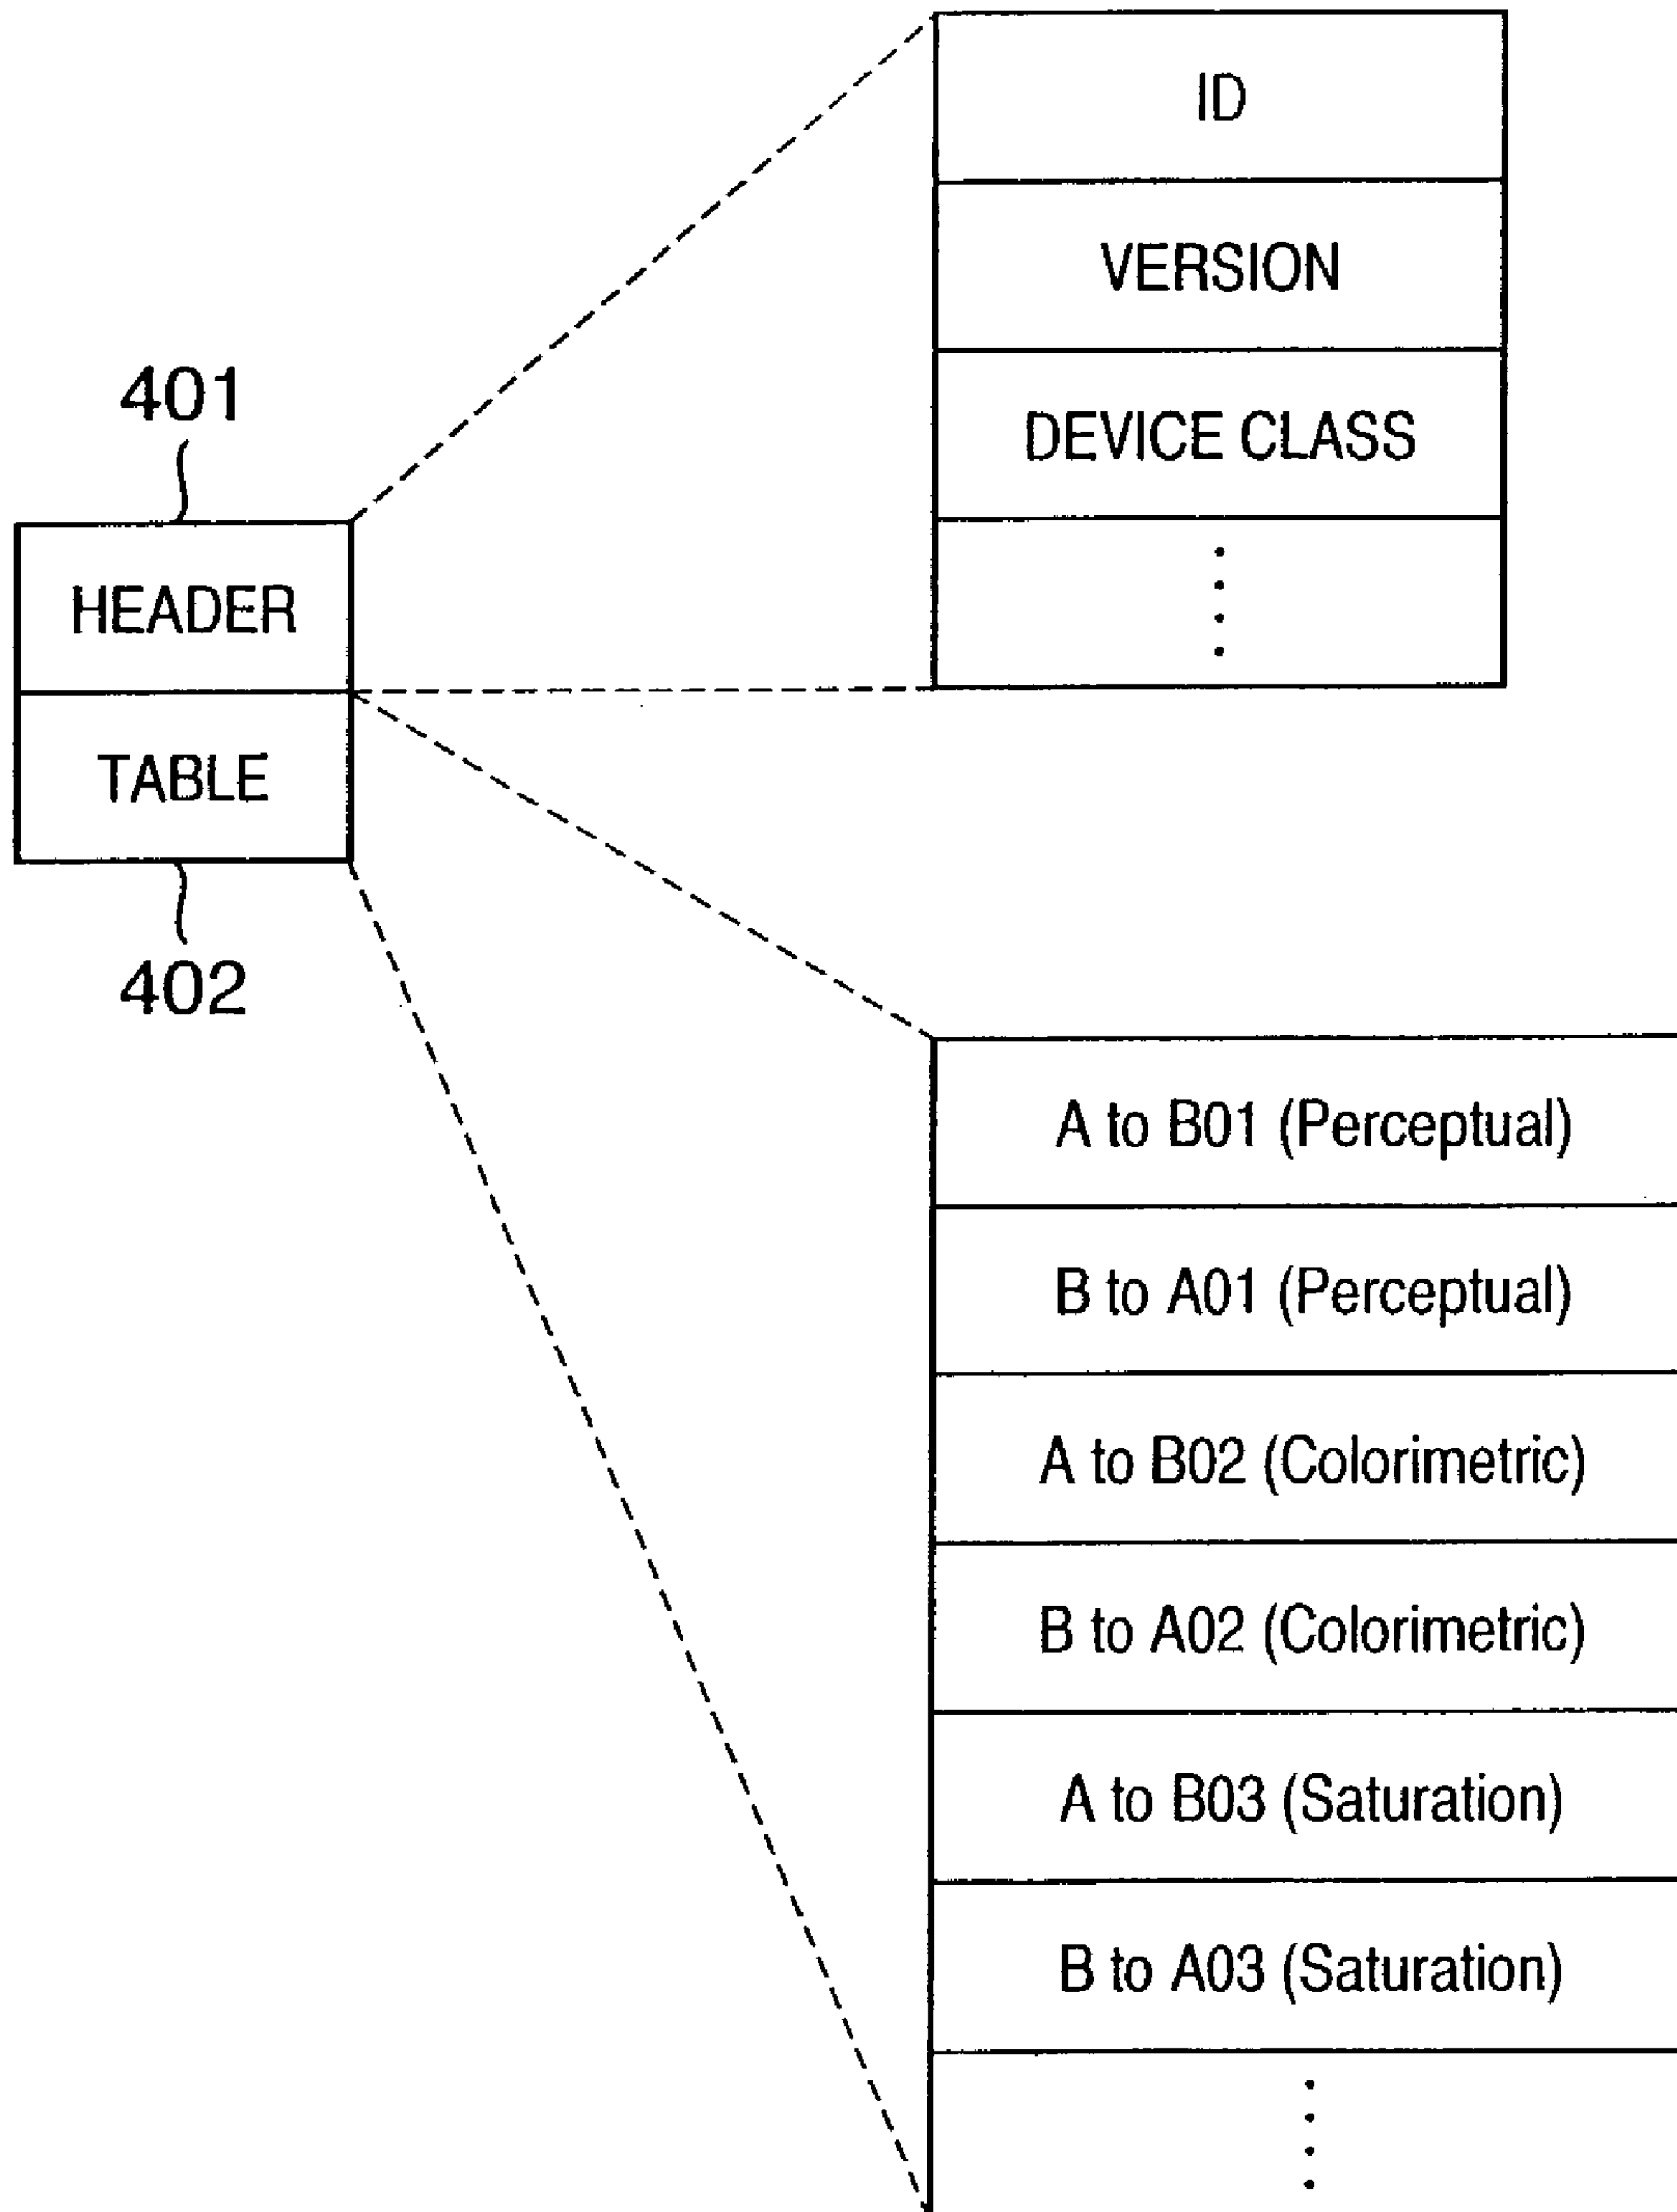 ID
VERSION
DEVICE CLASS
401
HEADER
TABLE
402
A to B01 (Perceptual)
B to A01 (Perceptual)
A to B02 (Colorimetric)
B to A02 (Colorimetric)
A to B03 (Saturation)
B to A03 (Saturation)